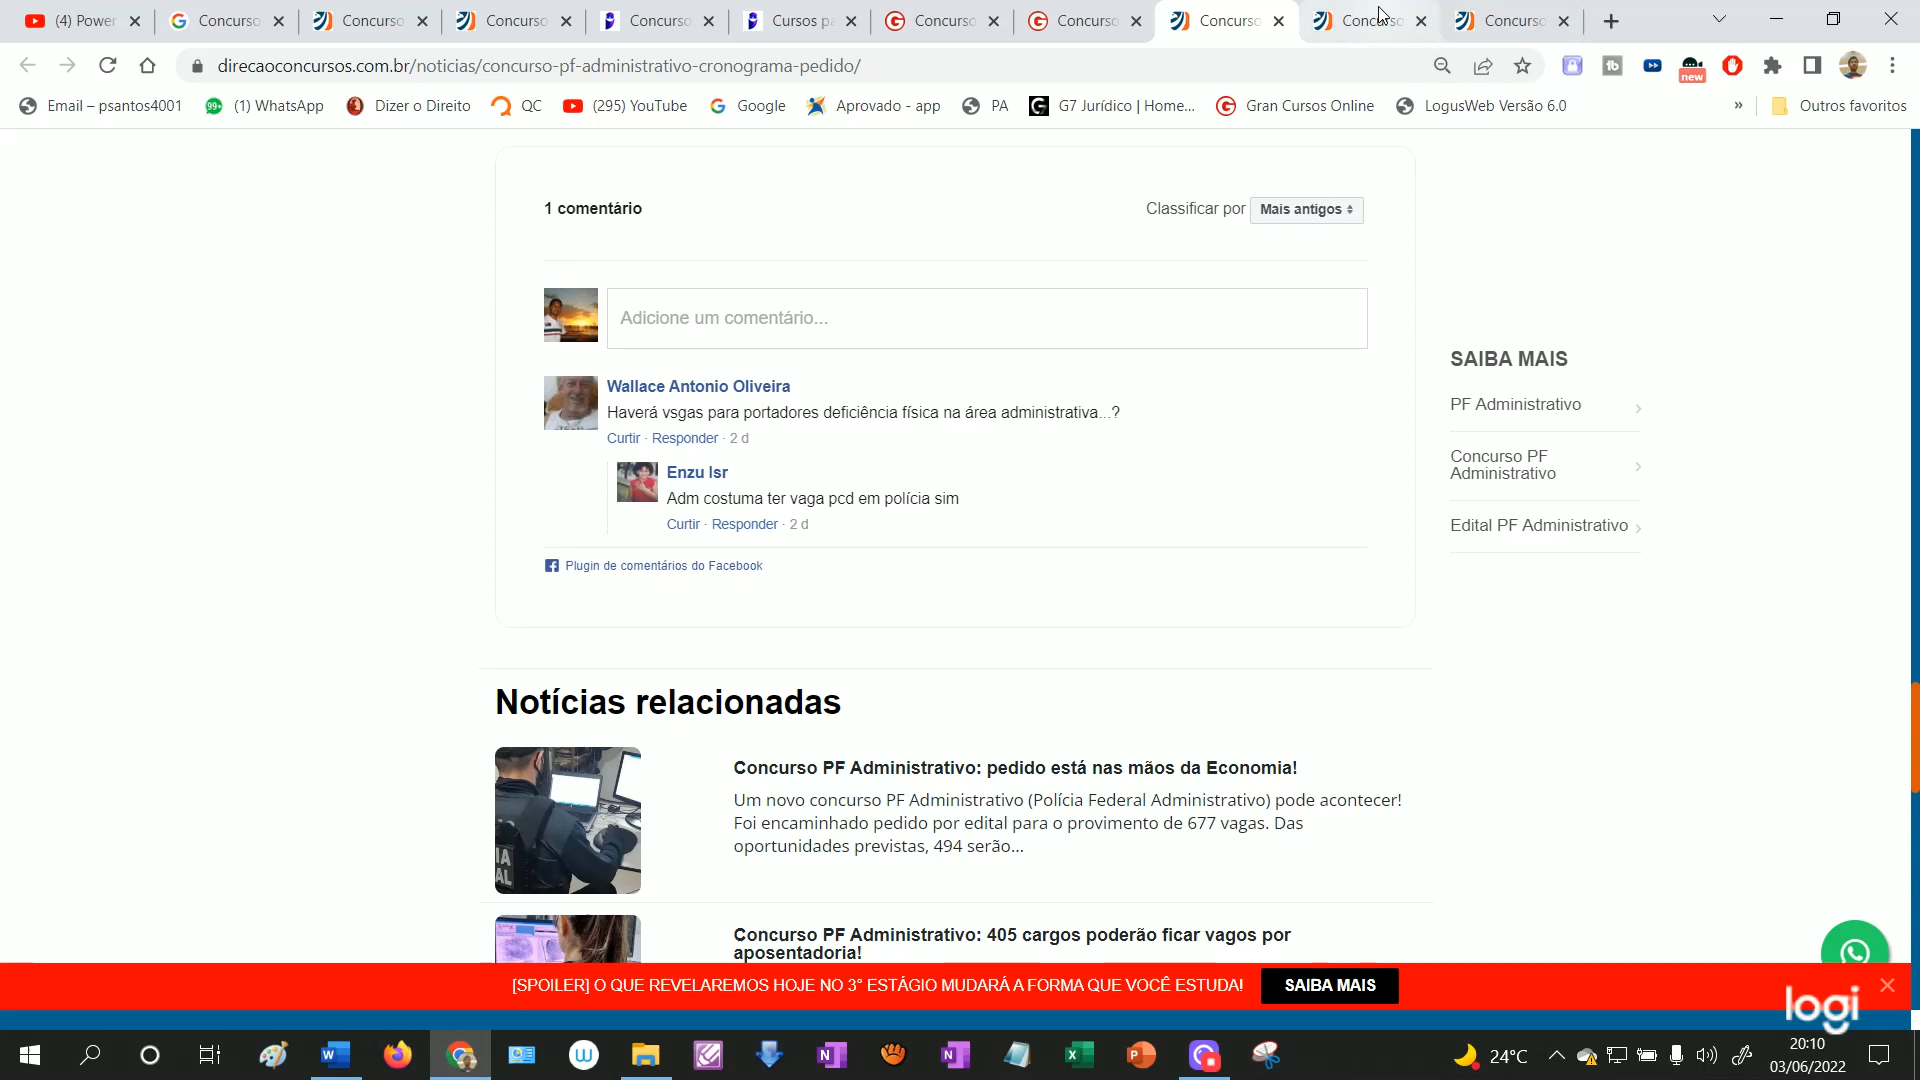 (4) Power
Concurso
Concurso
Concurso
Concurso
Cursos pa
Concurso
Concurso
Concurso
Concurso
Concurso
direcaoconcursos.com.br/noticias/concurso-pf-administrativo-cronograma-pedido/
new
Email – psantos4001
99+
(1) WhatsApp
Dizer o Direito
QC
(295) YouTube
Google
Aprovado - app
PA
G7 Jurídico | Home...
Gran Cursos Online
LogusWeb Versão 6.0
»
Outros favoritos
1 comentário
Classificar por
Mais antigos
Adicione um comentário...
Wallace Antonio Oliveira
Haverá vsgas para portadores deficiência física na área administrativa...?
Curtir · Responder · 2 d
Enzu Isr
Adm costuma ter vaga pcd em polícia sim
Curtir · Responder · 2 d
Plugin de comentários do Facebook
SAIBA MAIS
PF Administrativo
Concurso PF
Administrativo
Edital PF Administrativo
Notícias relacionadas
Concurso PF Administrativo: pedido está nas mãos da Economia!
Um novo concurso PF Administrativo (Polícia Federal Administrativo) pode acontecer!
Foi encaminhado pedido por edital para o provimento de 677 vagas. Das
oportunidades previstas, 494 serão...
Concurso PF Administrativo: 405 cargos poderão ficar vagos por
aposentadoria!
[SPOILER] O QUE REVELAREMOS HOJE NO 3° ESTÁGIO MUDARÁ A FORMA QUE VOCÊ ESTUDA!
SAIBA MAIS
logi
24°C
20:10
03/06/2022